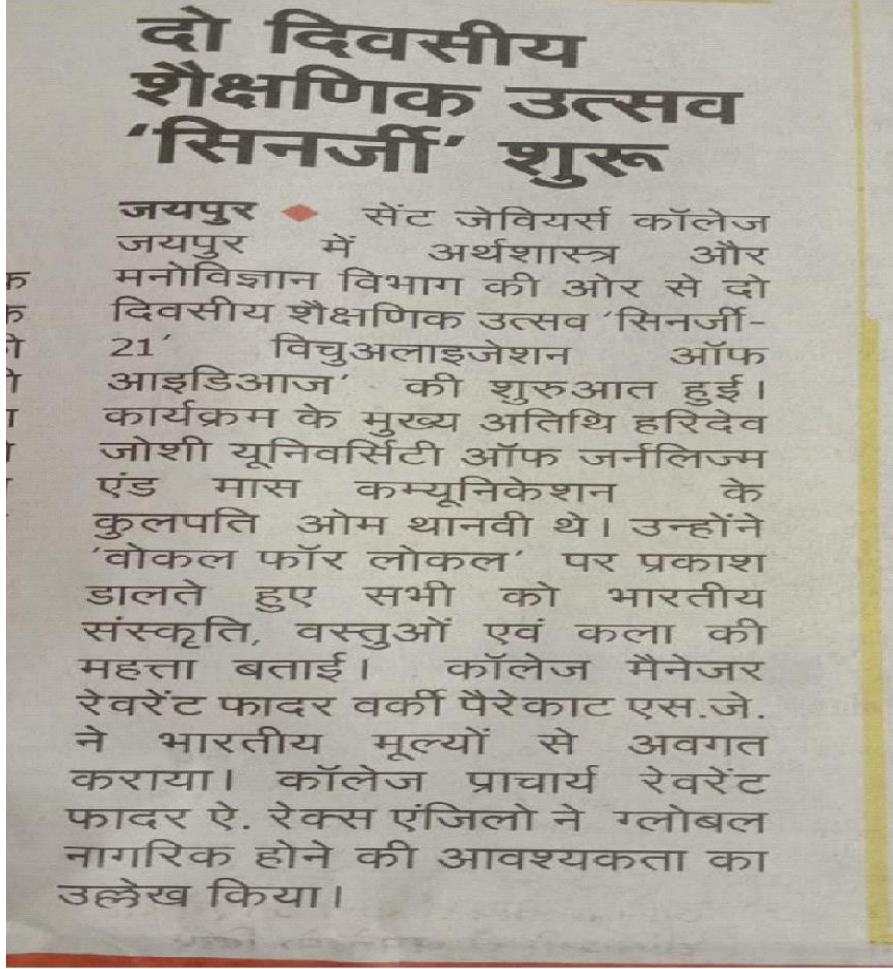 दो दिवसीय
शैक्षणिक उत्सव
‘सिनर्जी’ शुरू
जयपुर ◆ सेंट जेवियर्स कॉलेज
जयपुर में अर्थशास्त्र और
मनोविज्ञान विभाग की ओर से दो
दिवसीय शैक्षणिक उत्सव ‘सिनर्जी-
21’ विचुअलाइजेशन ऑफ
आइडिआज’ की शुरुआत हुई।
कार्यक्रम के मुख्य अतिथि हरिदेव
जोशी यूनिवर्सिटी ऑफ जर्नलिज्म
एंड मास कम्यूनिकेशन के
कुलपति ओम थानवी थे। उन्होंने
‘वोकल फॉर लोकल’ पर प्रकाश
डालते हुए सभी को भारतीय
संस्कृति, वस्तुओं एवं कला की
महत्ता बताई। कॉलेज मैनेजर
रेवरेंट फादर वर्की पैरेकाट एस.जे.
ने भारतीय मूल्यों से अवगत
कराया। कॉलेज प्राचार्य रेवरेंट
फादर ऐ. रेक्स एंजिलो ने ग्लोबल
नागरिक होने की आवश्यकता का
उल्लेख किया।